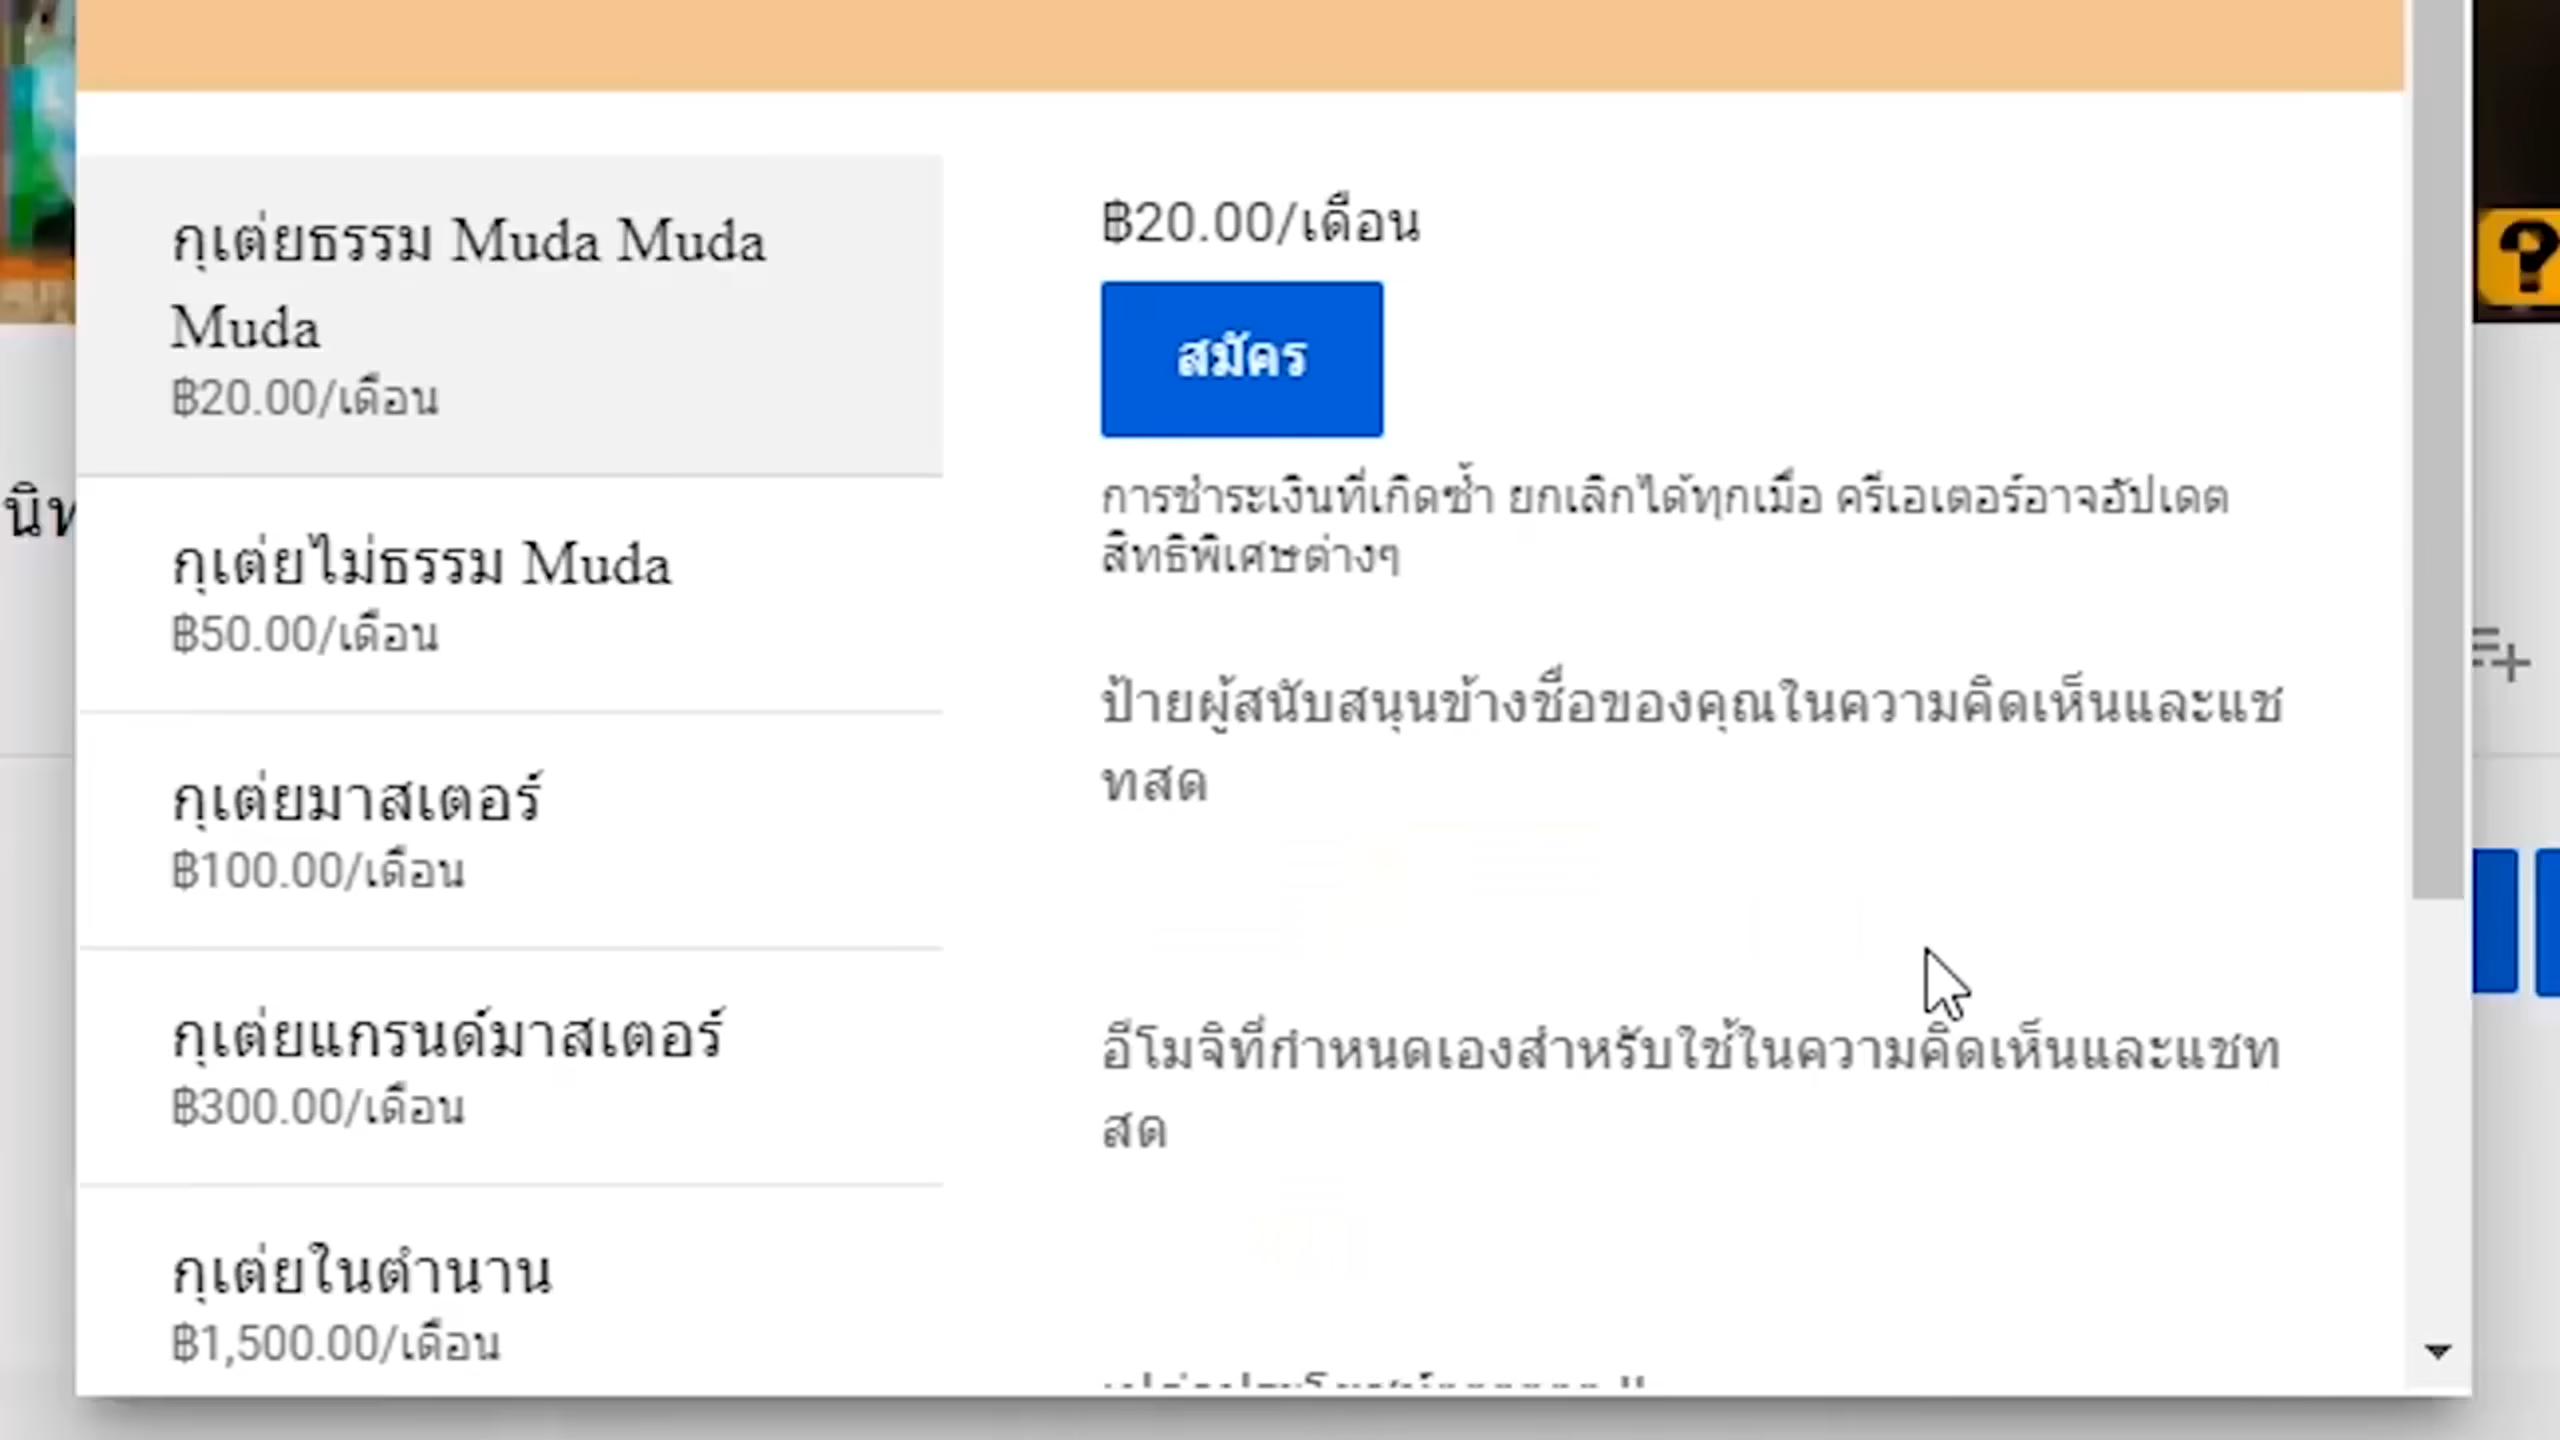 กุเต่ยธรรม Muda Muda
Muda
฿20.00/เดือน
กุเต่ยไม่ธรรม Muda
฿50.00/เดือน
กุเต่ยมาสเตอร์
฿100.00/เดือน
กุเต่ยแกรนด์มาสเตอร์
฿300.00/เดือน
กุเต่ยในตำนาน
฿1,500.00/เดือน
฿20.00/เดือน
สมัคร
การชำระเงินที่เกิดซ้ำ ยกเลิกได้ทุกเมื่อ ครีเอเตอร์อาจอัปเดต
สิทธิพิเศษต่างๆ
ป้ายผู้สนับสนุนข้างชื่อของคุณในความคิดเห็นและแช
ทสด
อีโมจิที่กำหนดเองสำหรับใช้ในความคิดเห็นและแชท
สด
?